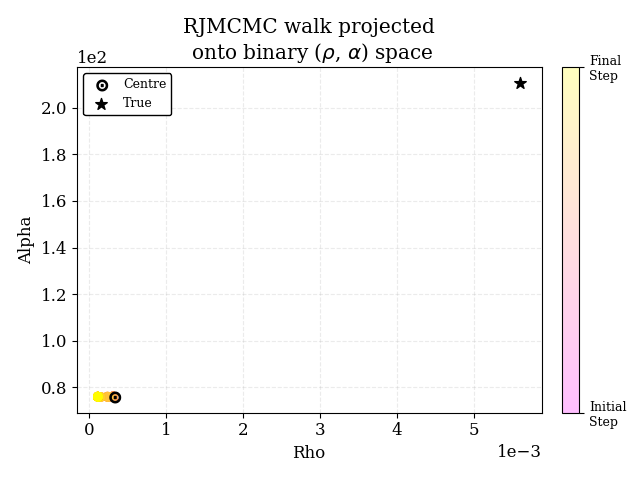 RJMCMC walk projected
onto binary (ρ, α) space
1e2
Centre
True
2.0
1.8
1.6
1.4
1.2
1.0
0.8
Alpha
0 1 2 3 4 5
1e−3
Rho
Final
Step
Initial
Step